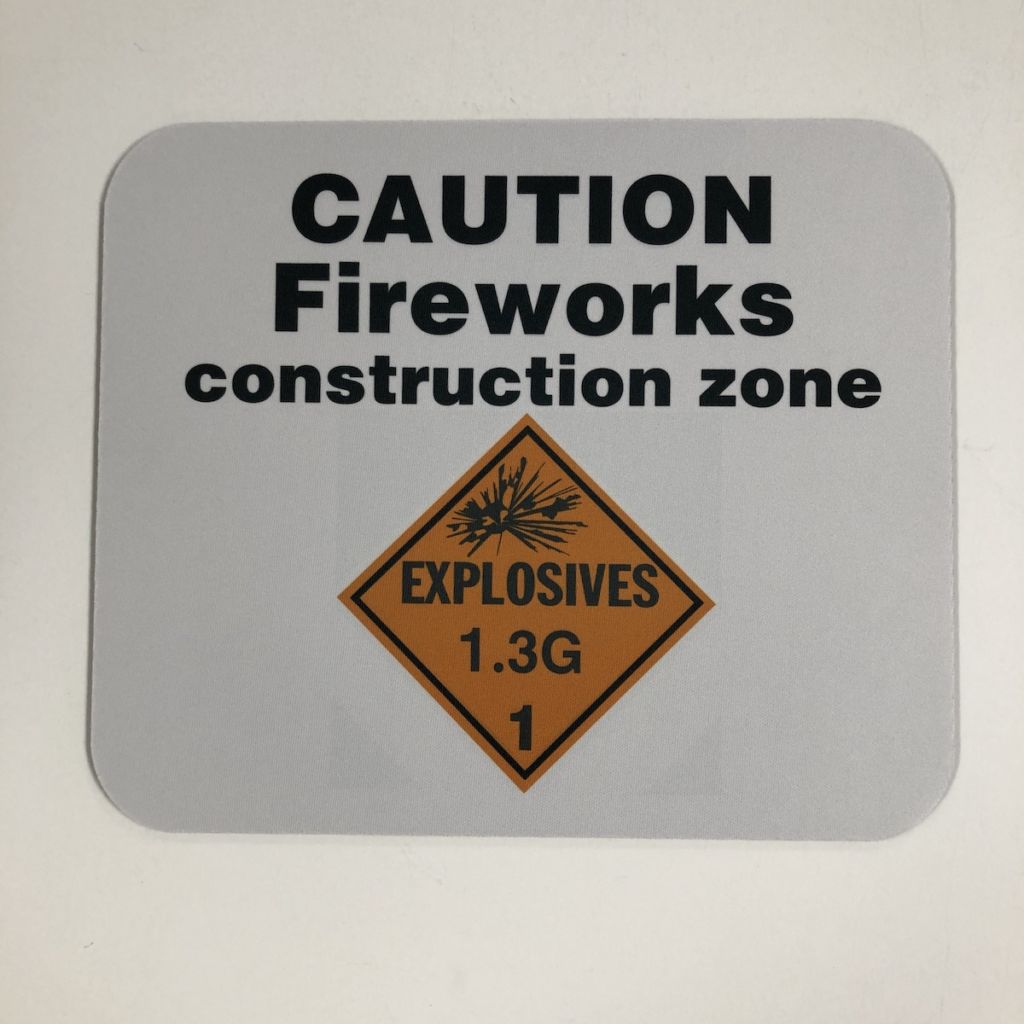 CAUTION
Fireworks
construction zone
EXPLOSIVES
1.3G
1